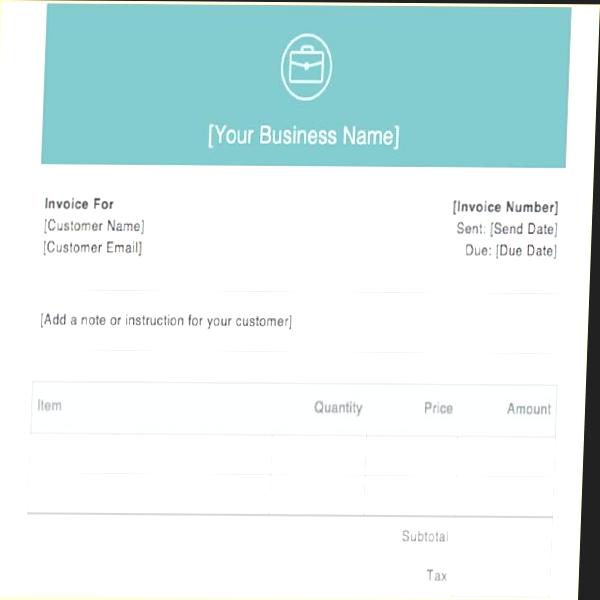 [Your Business Name]
Invoice For
[Customer Name]
[Customer Email]
[Invoice Number]
Sent: [Send Date]
Due: [Due Date]
[Add a note or instruction for your customer]
Item Quantity Price Amount
Subtotal
Tax